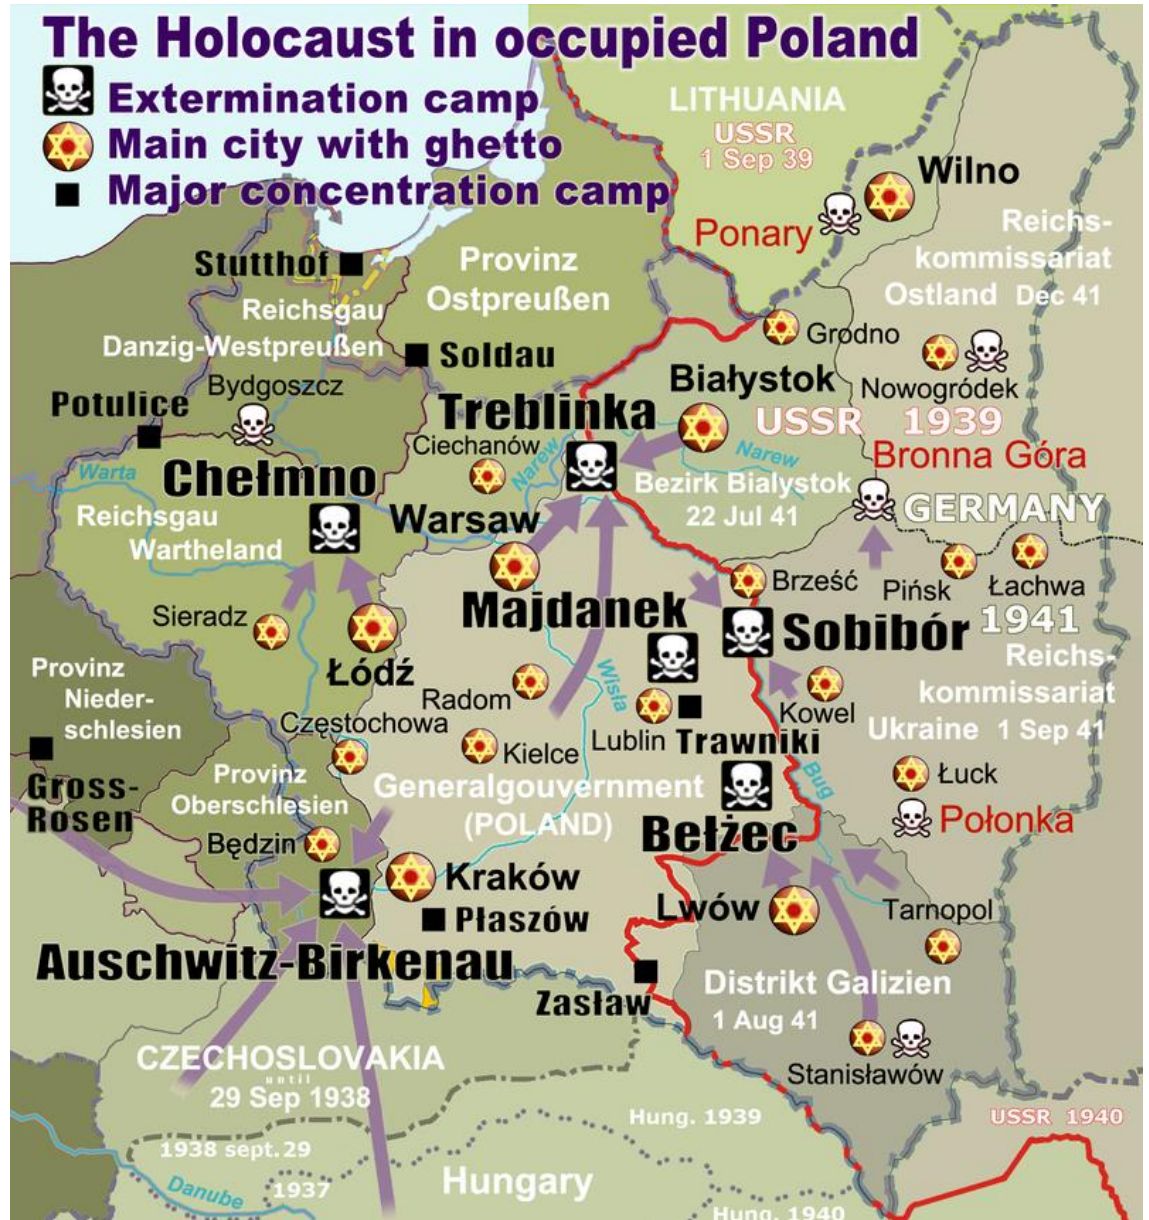 The Holocaust in occupied Poland
Extermination camp
Main city with ghetto
Major concentration camp
LITHUANIA
USSR
1 Sep 39
Wilno
Ponary
Reichs-
kommissariat
Ostland Dec 41
Stutthof
Provinz
Ostpreußen
Reichsgau
Danzig-Westpreußen
Grodno
Soldau
Nowogródek
Białystok
Bydgoszcz
Potulice
Treblinka
USSR 1939
Ciechanów
Narew
Narew
Bronna Góra
Warta
Chełmno
Bezirk Bialystok
22 Jul 41
GERMANY
Reichsgau
Wartheland
Warsaw
Brześć
Pińsk
Łachwa
Sieradz
Majdanek
Sobibór
1941
Reichs-
kommissariat
Ukraine 1 Sep 41
Łódź
Provinz
Nieder-
schlesien
Radom
Wisła
Kowel
Częstochowa
Kielce
Lublin
Trawniki
Gross-
Rosen
Provinz
Oberschlesien
Generalgouvernment
(POLAND)
Bug
Łuck
Połonka
Bełżec
Będzin
Kraków
Płaszów
Lwów
Tarnopol
Auschwitz-Birkenau
Zasław
Distrikt Galizien
1 Aug 41
Stanisławów
CZECHOSLOVAKIA
until
29 Sep 1938
Hung. 1939
USSR 1940
1938 sept. 29
Danube
1937
Hungary
Hung. 1940